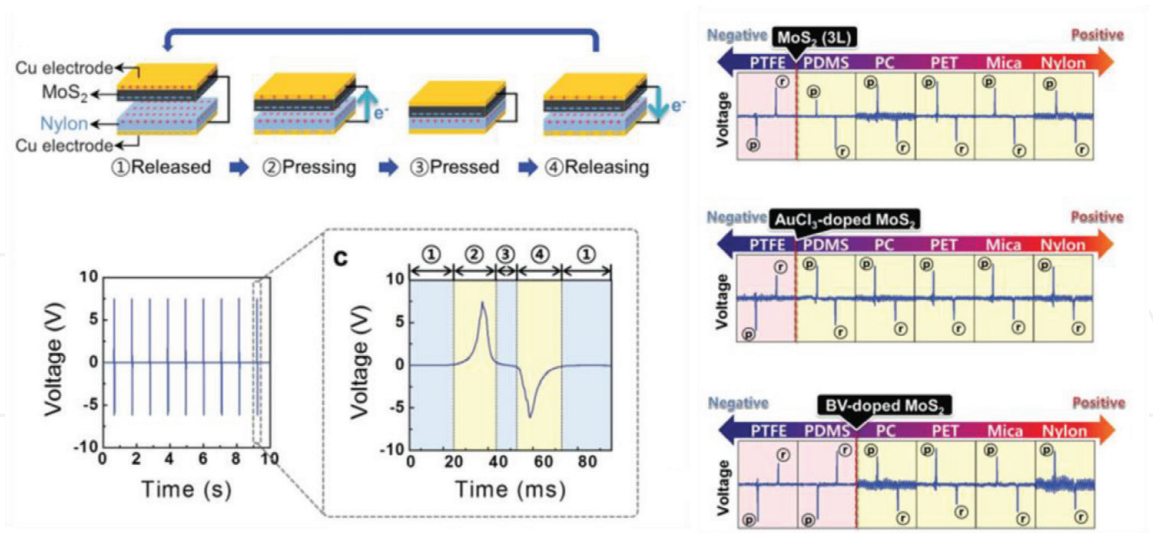 Cu electrode
MoS₂
Nylon
Cu electrode
e⁻
e⁻
①Released ②Pressing ③Pressed ④Releasing
10
5
0
-5
-10
Voltage (V)
0 2 4 6 8 10
Time (s)
c
① ② ③ ④ ①
10
5
0
-5
-10
Voltage (V)
0 20 40 60 80
Time (ms)
Negative MoS₂ (3L) Positive
PTFE PDMS PC PET Mica Nylon
Voltage
r p p p p p
p r r r r r
Negative AuCl₃-doped MoS₂ Positive
PTFE PDMS PC PET Mica Nylon
Voltage
r p p p p p
p r r r r r
Negative BV-doped MoS₂ Positive
PTFE PDMS PC PET Mica Nylon
Voltage
r r p p p p
p p r r r r